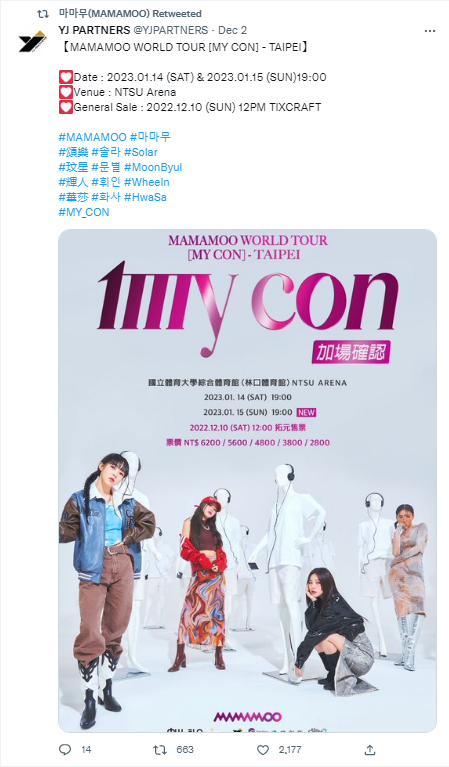 마마무(MAMAMOO) Retweeted
YJ PARTNERS @YJPARTNERS · Dec 2
【MAMAMOO WORLD TOUR [MY CON] - TAIPEI】
Date : 2023.01.14 (SAT) & 2023.01.15 (SUN)19:00
Venue : NTSU Arena
General Sale : 2022.12.10 (SUN) 12PM TIXCRAFT
#MAMAMOO #마마무
#頌樂 #솔라 #Solar
#玟星 #문별 #MoonByul
#輝人 #휘인 #WheeIn
#華莎 #화사 #HwaSa
#MY_CON
MAMAMOO WORLD TOUR
[MY CON] - TAIPEI
my con
加場確認
國立體育大學綜合體育館（林口體育館）NTSU ARENA
2023.01. 14 (SAT) 19:00
2023.01. 15 (SUN) 19:00 NEW
2022.12.10 (SAT) 12:00 拓元售票
票價 NT$ 6200 / 5600 / 4800 / 3800 / 2800
MAMAMOO
14 663 2,177